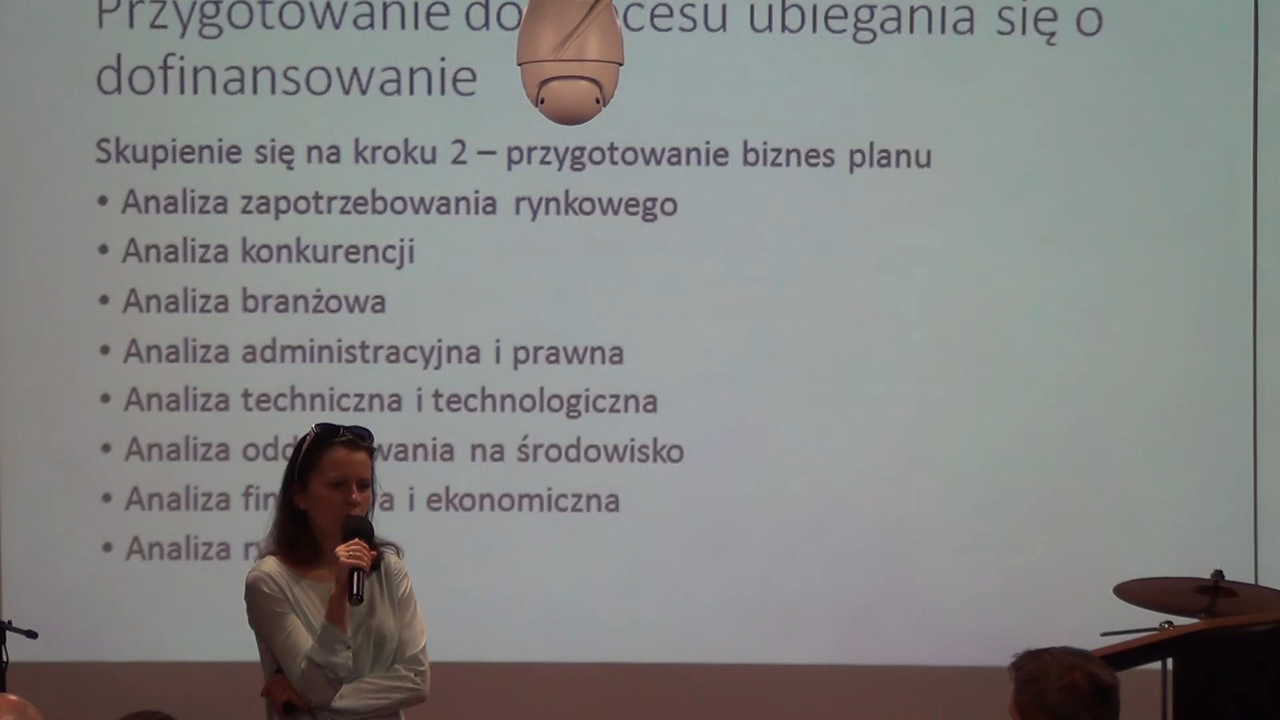 Przygotowanie do ubiegania się o
dofinansowanie
Skupienie się na kroku 2 – przygotowanie biznes planu
• Analiza zapotrzebowania rynkowego
• Analiza konkurencji
• Analiza branżowa
• Analiza administracyjna i prawna
• Analiza techniczna i technologiczna
• Analiza na środowisko
• Analiza i ekonomiczna
• Analiza